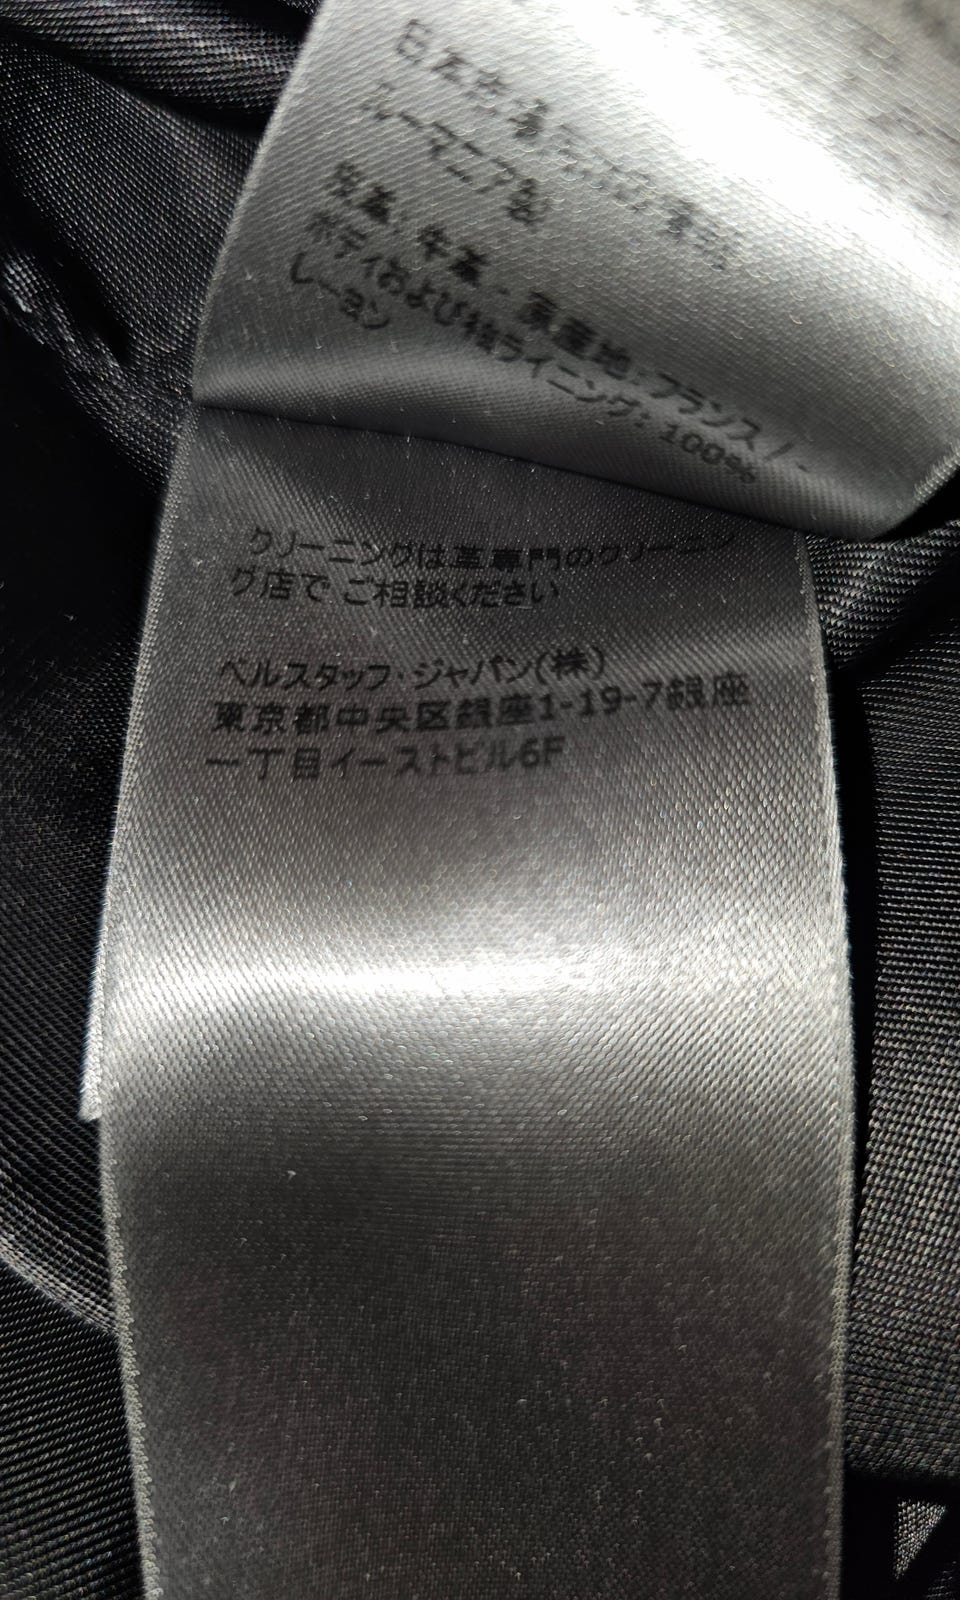 ルーマニア製
皮革: 牛革 - 原産地: フランス / -
ボディおよび袖ライニング: 100%
レーヨン
クリーニングは革専門のクリーニン
グ店で ご相談ください
ベルスタッフ・ジャパン(株)
東京都中央区銀座1-19-7銀座
一丁目イーストビル6F